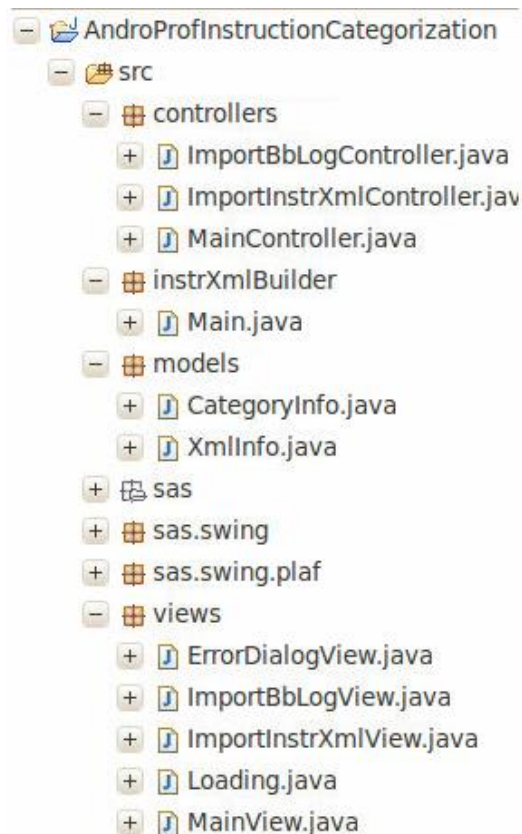 AndroProfInstructionCategorization
src
controllers
ImportBbLogController.java
ImportInstrXmlController.jav
MainController.java
instrXmlBuilder
Main.java
models
CategoryInfo.java
XmlInfo.java
sas
sas.swing
sas.swing.plaf
views
ErrorDialogView.java
ImportBbLogView.java
ImportInstrXmlView.java
Loading.java
MainView.java